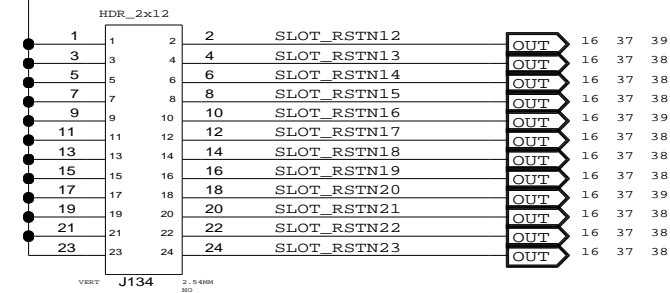 HDR_2x12
1 1 2 2 SLOT_RSTN12 OUT 16 37 39
3 3 4 4 SLOT_RSTN13 OUT 16 37 38
5 5 6 6 SLOT_RSTN14 OUT 16 37 38
7 7 8 8 SLOT_RSTN15 OUT 16 37 38
9 9 10 10 SLOT_RSTN16 OUT 16 37 39
11 11 12 12 SLOT_RSTN17 OUT 16 37 38
13 13 14 14 SLOT_RSTN18 OUT 16 37 38
15 15 16 16 SLOT_RSTN19 OUT 16 37 38
17 17 18 18 SLOT_RSTN20 OUT 16 37 39
19 19 20 20 SLOT_RSTN21 OUT 16 37 38
21 21 22 22 SLOT_RSTN22 OUT 16 37 38
23 23 24 24 SLOT_RSTN23 OUT 16 37 38
VERT J134 2.54MM
NO